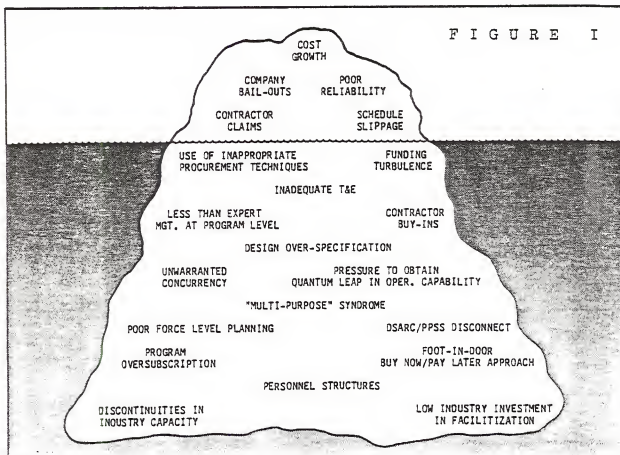 FIGURE I
COST
GROWTH
COMPANY
BAIL-OUTS
POOR
RELIABILITY
CONTRACTOR
CLAIMS
SCHEDULE
SLIPPAGE
USE OF INAPPROPRIATE
PROCUREMENT TECHNIQUES
FUNDING
TURBULENCE
INADEQUATE T&E
LESS THAN EXPERT
MGT. AT PROGRAM LEVEL
CONTRACTOR
BUY-INS
DESIGN OVER-SPECIFICATION
UNWARRANTED
CONCURRENCY
PRESSURE TO OBTAIN
QUANTUM LEAP IN OPER. CAPABILITY
"MULTI-PURPOSE" SYNDROME
POOR FORCE LEVEL PLANNING
DSARC/PPSS DISCONNECT
PROGRAM
OVERSUBSCRIPTION
FOOT-IN-DOOR
BUY NOW/PAY LATER APPROACH
PERSONNEL STRUCTURES
DISCONTINUITIES IN
INDUSTRY CAPACITY
LOW INDUSTRY INVESTMENT
IN FACILITIZATION